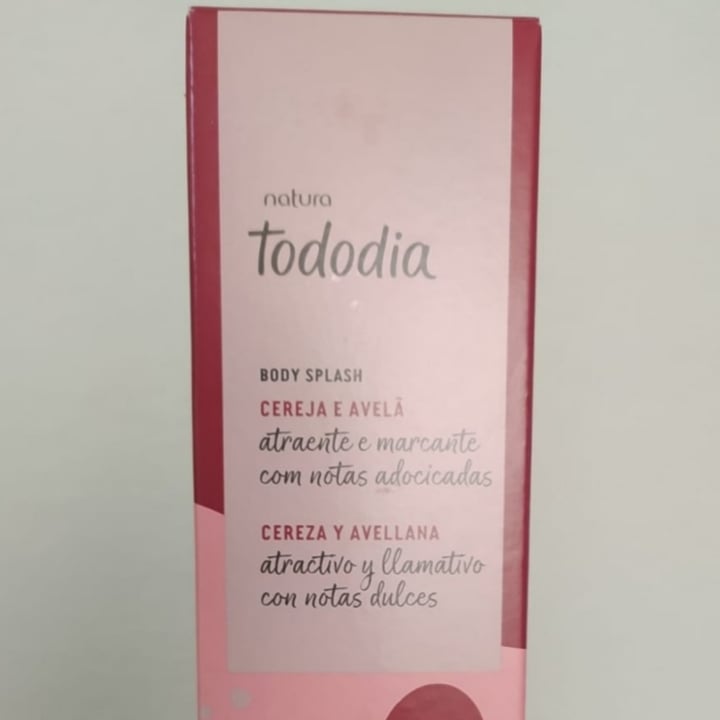 natura
tododia
BODY SPLASH
CEREJA E AVELÃ
atraente e marcante
com notas adocicadas
CEREZA Y AVELLANA
atractivo y llamativo
con notas dulces